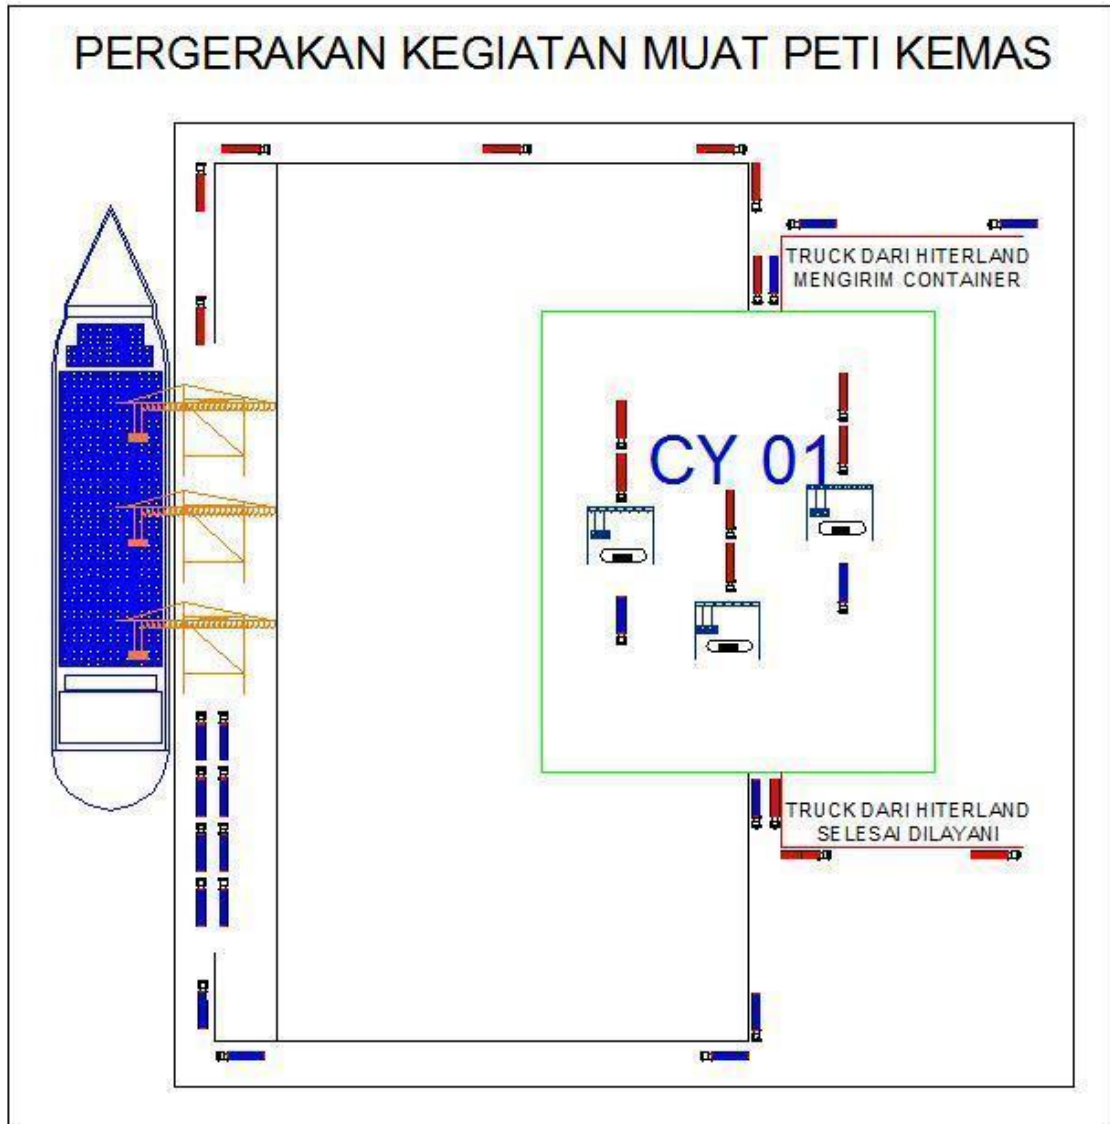 PERGERAKAN KEGIATAN MUAT PETI KEMAS
TRUCK DARI HITERLAND
MENGIRIM CONTAINER
CY 01
TRUCK DARI HITERLAND
SELESAI DILAYANI